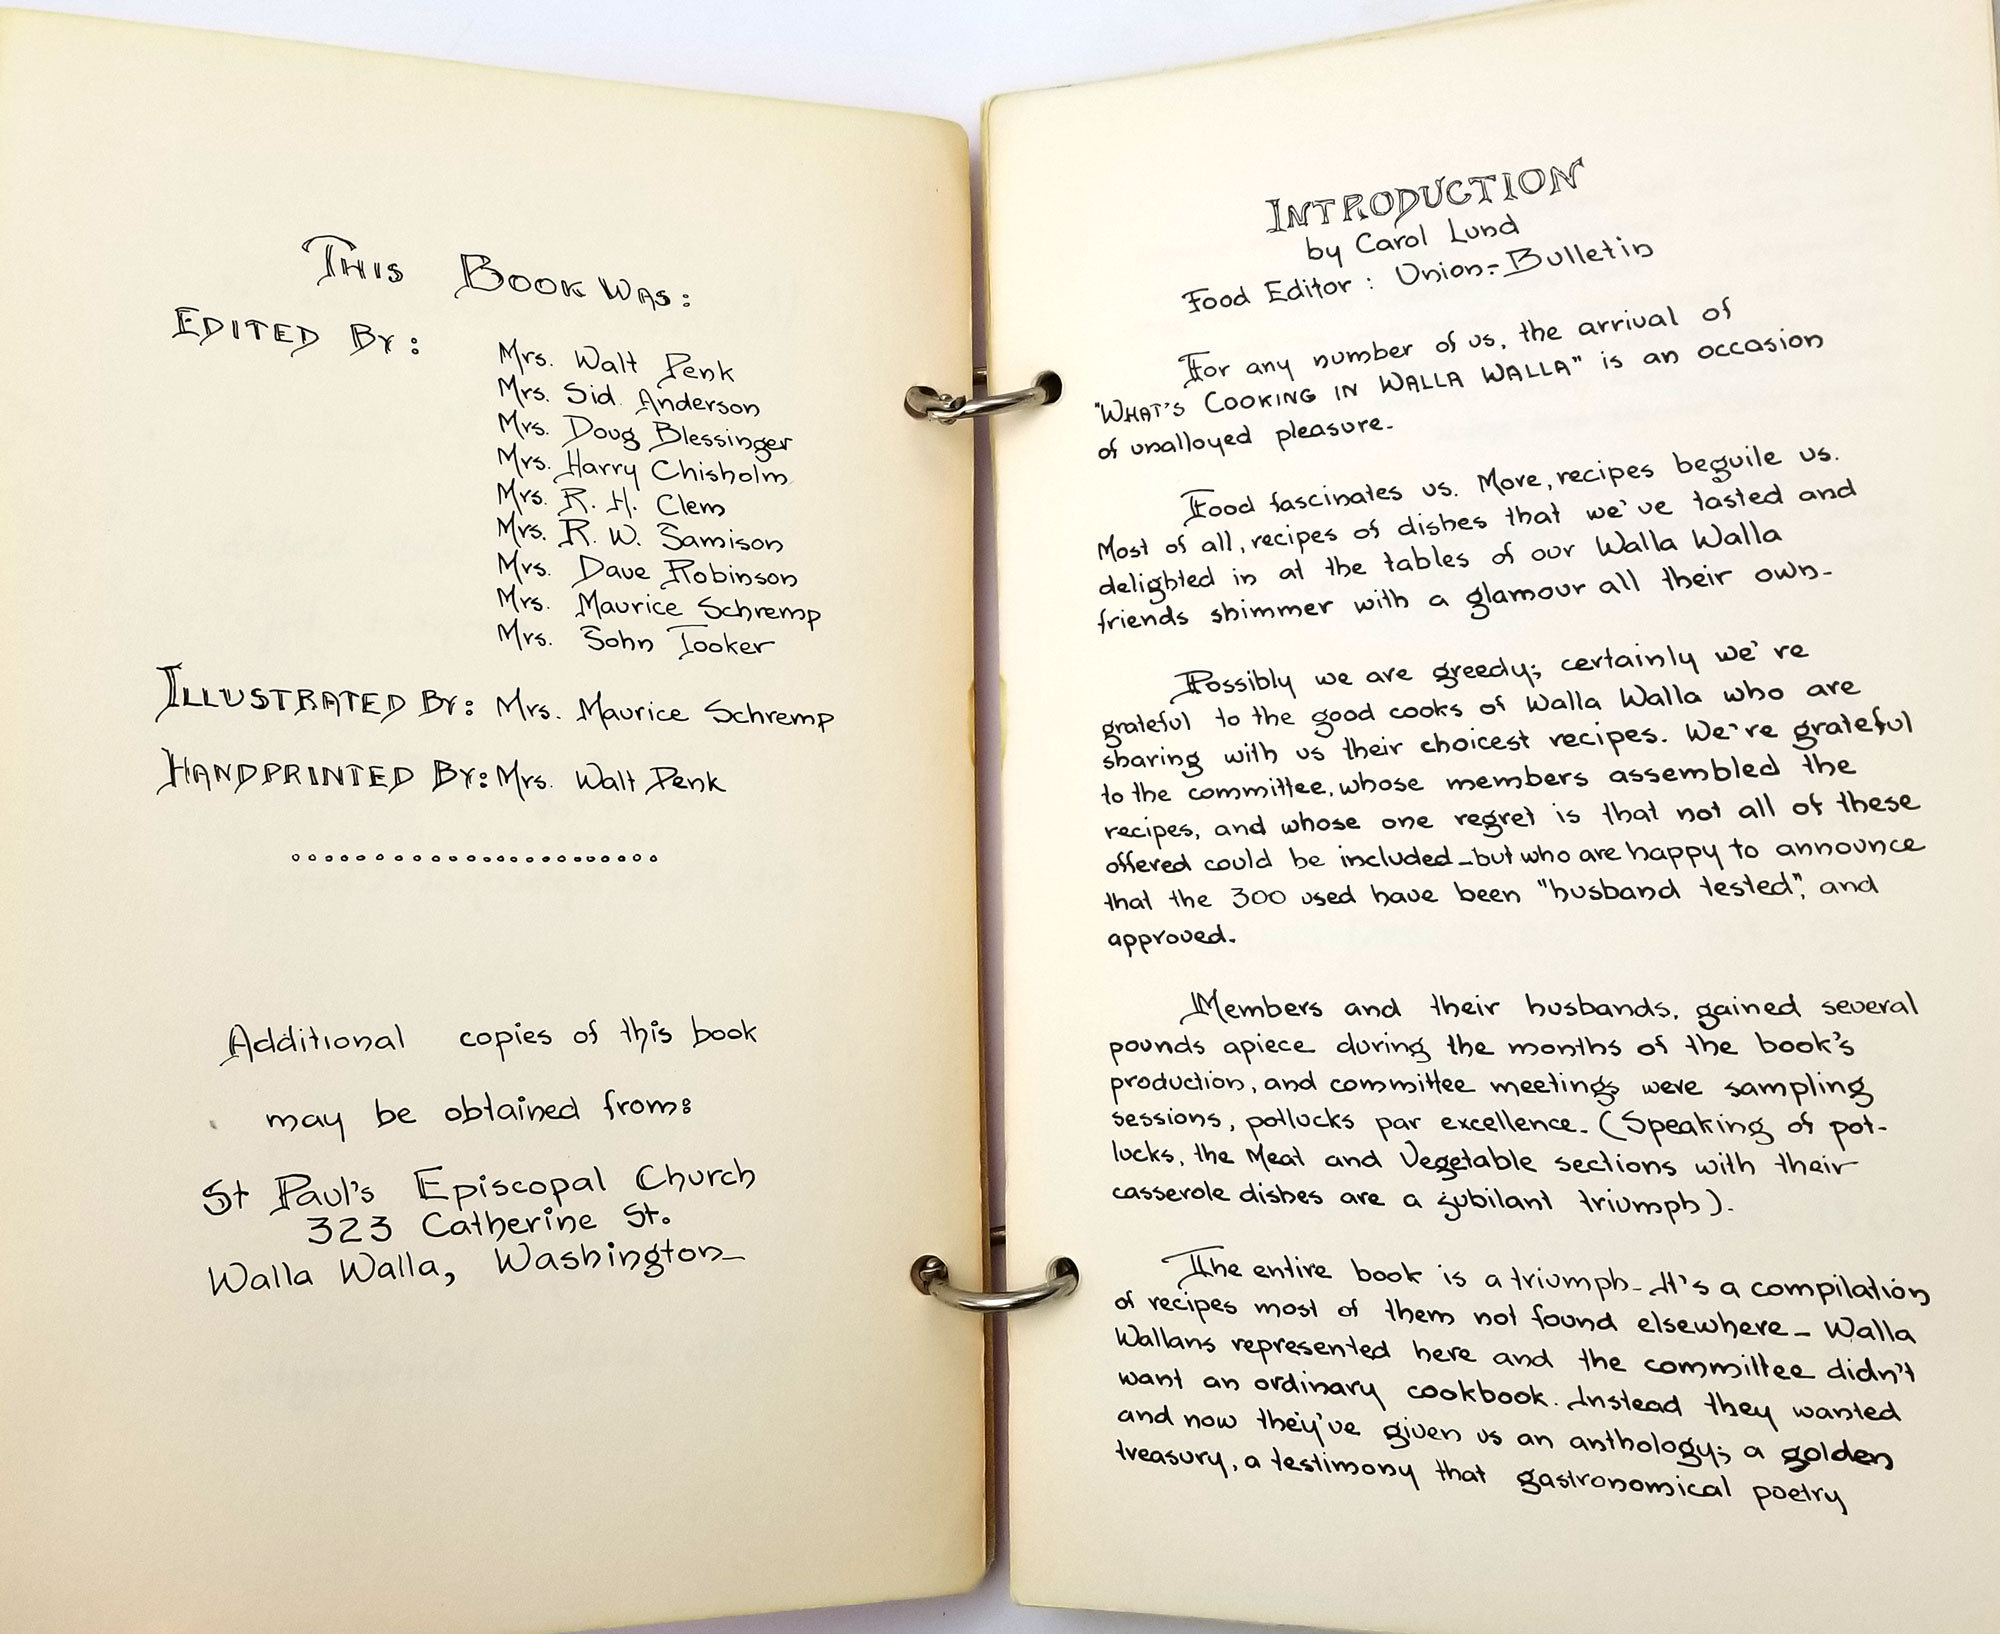 This Book Was:
Edited By:
Mrs. Walt Penk
Mrs. Sid Anderson
Mrs. Doug Blessinger
Mrs. Harry Chisholm
Mrs. R. H. Clem
Mrs. R. W. Samison
Mrs. Dave Robinson
Mrs. Maurice Schremp
Mrs. John Tooker
Illustrated By: Mrs. Maurice Schremp
Handprinted By: Mrs. Walt Penk
Additional copies of this book
may be obtained from:
St Paul's Episcopal Church
323 Catherine St.
Walla Walla, Washington
INTRODUCTION
by Carol Lund
Food Editor: Union-Bulletin
For any number of us, the arrival of
"WHAT'S COOKING IN WALLA WALLA" is an occasion
of unalloyed pleasure.
Food fascinates us. More, recipes beguile us.
Most of all, recipes of dishes that we've tasted and
delighted in at the tables of our Walla Walla
friends shimmer with a glamour all their own.
Possibly we are greedy; certainly we're
grateful to the good cooks of Walla Walla who are
sharing with us their choicest recipes. We're grateful
to the committee, whose members assembled the
recipes, and whose one regret is that not all of these
offered could be included - but who are happy to announce
that the 300 used have been "husband tested", and
approved.
Members and their husbands, gained several
pounds apiece during the months of the book's
production, and committee meetings were sampling
sessions, potlucks par excellence. (Speaking of pot-
lucks, the Meat and Vegetable sections with their
casserole dishes are a jubilant triumph).
The entire book is a triumph. It's a compilation
of recipes most of them not found elsewhere - Walla
Wallans represented here and the committee didn't
want an ordinary cookbook. Instead they wanted
and now they've given us an anthology; a golden
treasury, a testimony that gastronomical poetry